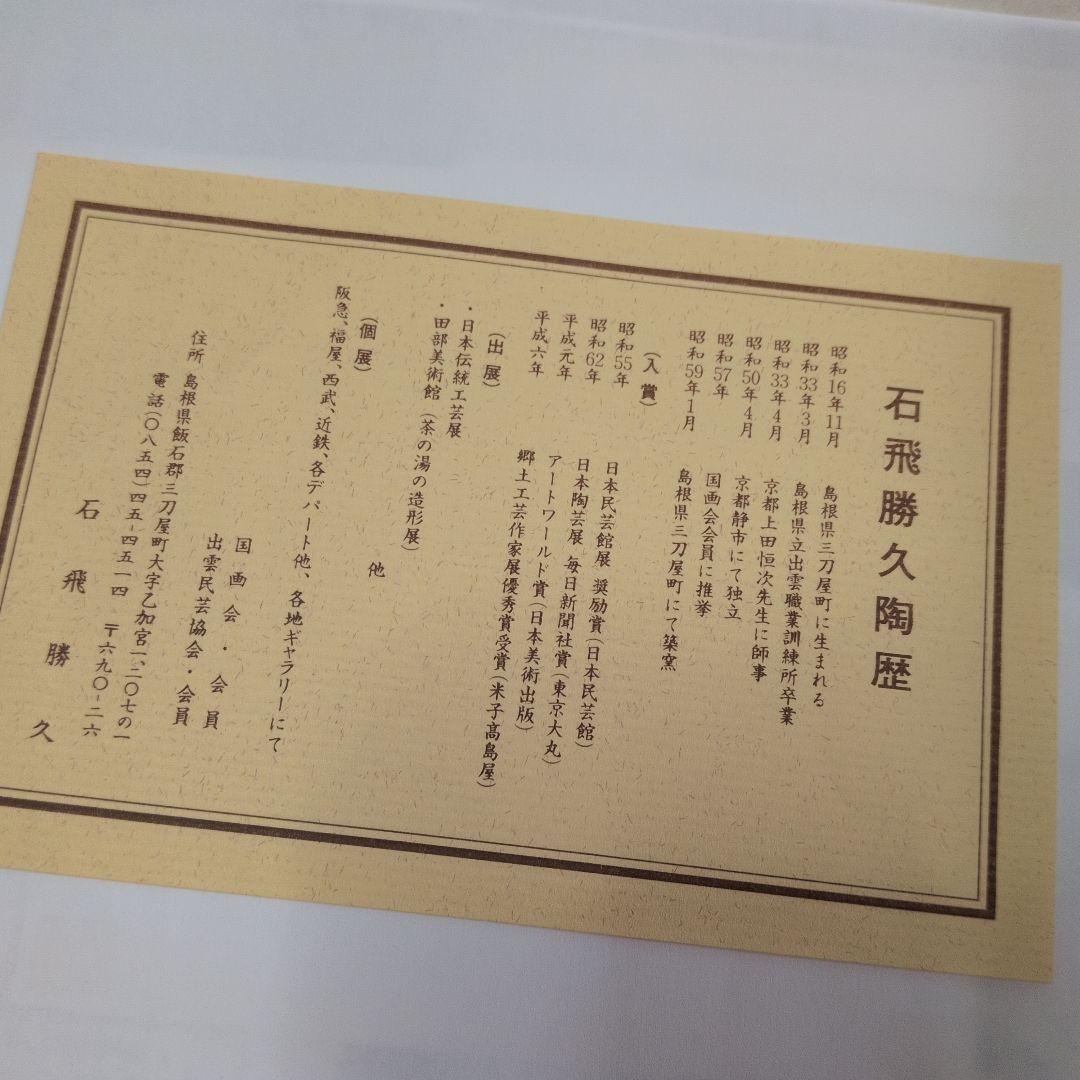 石飛勝久陶歴
昭和16年11月　島根県三刀屋町に生まれる
昭和33年3月　島根県立出雲職業訓練所卒業
昭和33年4月　京都上田恒次先生に師事
昭和50年4月　京都静市にて独立
昭和57年　国画会会員に推挙
昭和59年1月　島根県三刀屋町にて築窯
（入賞）
昭和55年　日本民芸館展 奨励賞（日本民芸館）
昭和62年　日本陶芸展 毎日新聞社賞（東京大丸）
平成元年　アートワールド賞（日本美術出版）
平成六年　郷土工芸作家展優秀賞受賞（米子髙島屋）
（出展）
・日本伝統工芸展
・田部美術館（茶の湯の造形展）
他
（個展）
阪急、福屋、西武、近鉄、各デパート他、各地ギャラリーにて
国画会・会員
出雲民芸協会・会員
住所 島根県飯石郡三刀屋町大字乙加宮一、二〇七の一
電話（〇八五四）四五-四五一四 〒六九〇-二六
石飛勝久